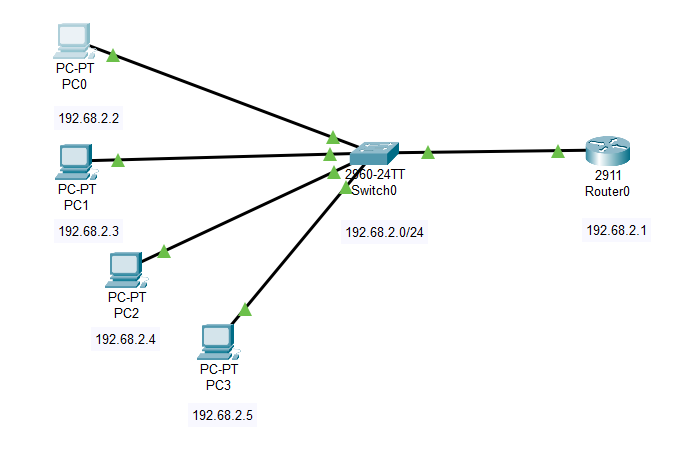 PC-PT
PC0
192.68.2.2
PC-PT
PC1
192.68.2.3
PC-PT
PC2
192.68.2.4
PC-PT
PC3
192.68.2.5
2960-24TT
Switch0
192.68.2.0/24
2911
Router0
192.68.2.1